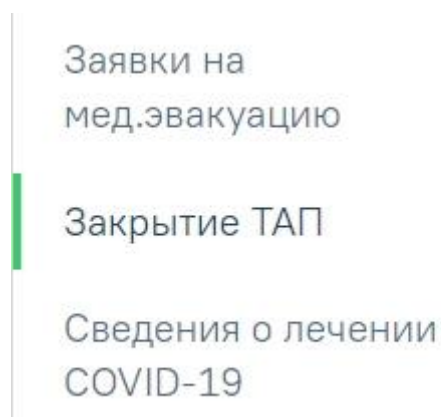 Заявки на
мед.эвакуацию
Закрытие ТАП
Сведения о лечении
COVID-19